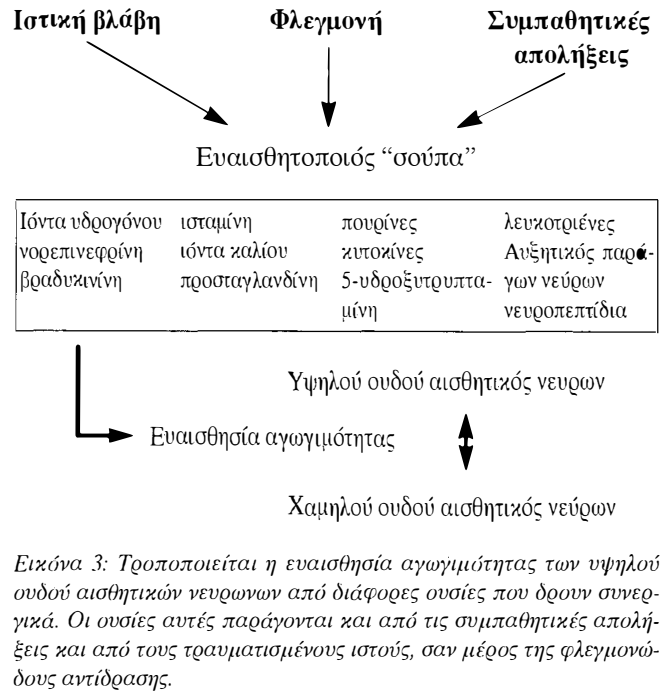 Ιστική βλάβη Φλεγμονή Συμπαθητικές
απολήξεις
Ευαισθητοποιός “σούπα”
Ιόντα υδρογόνου ισταμίνη πουρίνες λευκοτριένες
νορεπινεφρίνη ιόντα καλίου κυτοκίνες Αυξητικός παρά-
βραδυκινίνη προσταγλανδίνη 5-υδροξυτρυπτα- γων νεύρων
μίνη νευροπεπτίδια
Υψηλού ουδού αισθητικός νευρων
Ευαισθησία αγωγιμότητας
Χαμηλού ουδού αισθητικός νεύρων
Εικόνα 3: Τροποποιείται η ευαισθησία αγωγιμότητας των υψηλού
ουδού αισθητικών νευρωνων από διάφορες ουσίες που δρουν συνερ-
γικά. Οι ουσίες αυτές παράγονται και από τις συμπαθητικές απολή-
ξεις και από τους τραυματισμένους ιστούς, σαν μέρος της φλεγμονώ-
δους αντίδρασης.